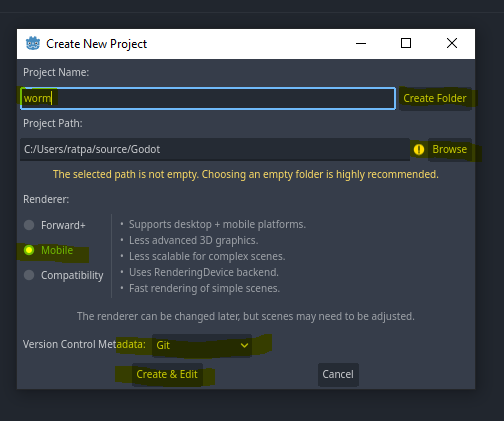 Create New Project
Project Name:
worm
Create Folder
Project Path:
C:/Users/ratpa/source/Godot
Browse
The selected path is not empty. Choosing an empty folder is highly recommended.
Renderer:
Forward+
Mobile
Compatibility
• Supports desktop + mobile platforms.
• Less advanced 3D graphics.
• Less scalable for complex scenes.
• Uses RenderingDevice backend.
• Fast rendering of simple scenes.
The renderer can be changed later, but scenes may need to be adjusted.
Version Control Metadata: Git
Create & Edit
Cancel